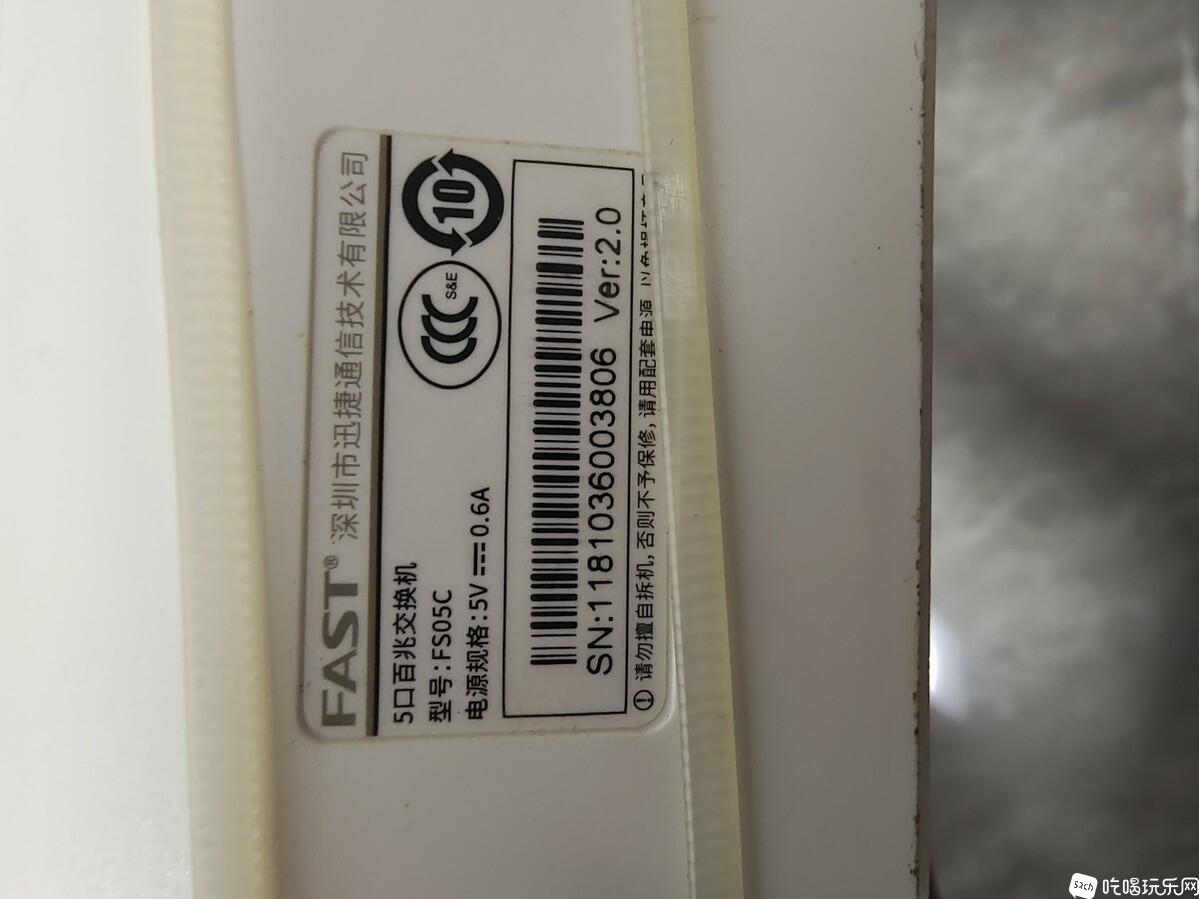 FAST® 深圳市迅捷通信技术有限公司
5口百兆交换机
型号:FS05C
电源规格:5V⎓0.6A
S&E
10
SN:1181036003806 Ver:2.0
请勿擅自拆机,否则不予保修,请用配套电源
5ach 吃喝玩乐网